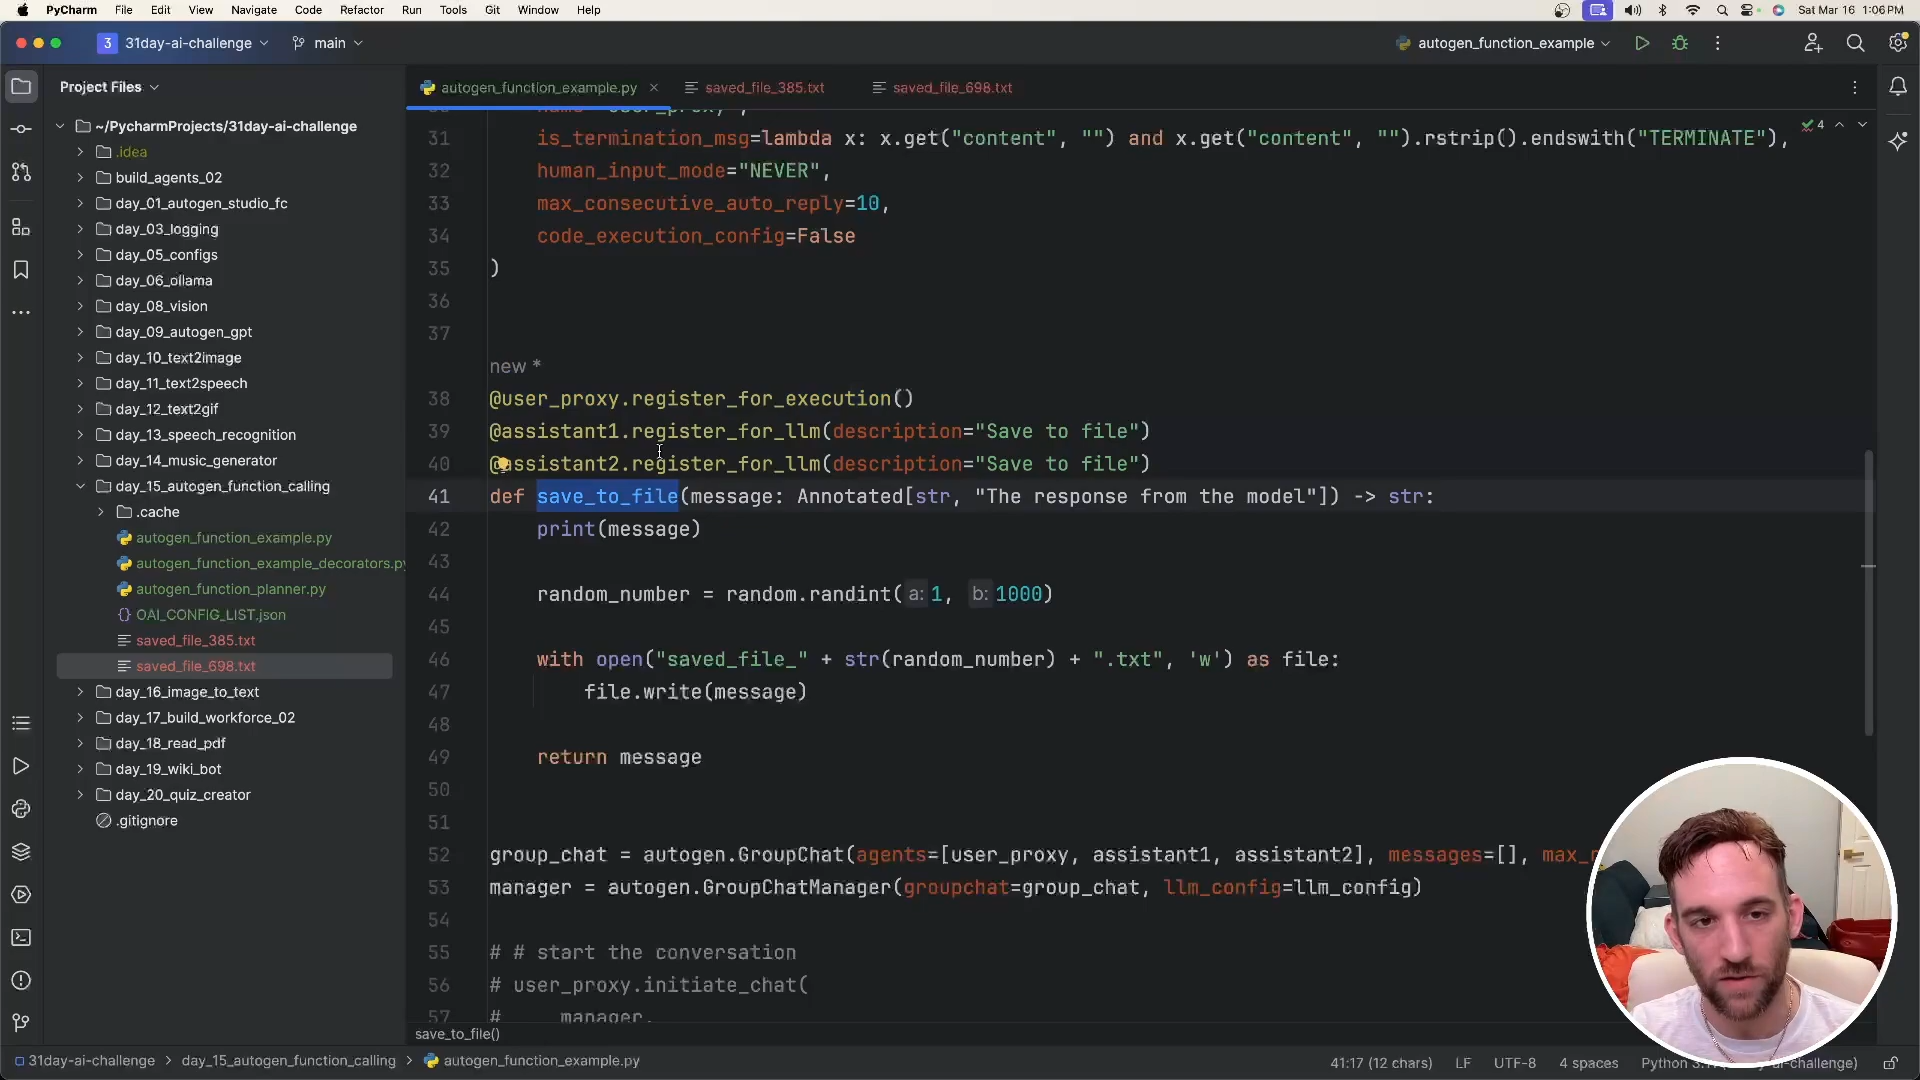 PyCharm File Edit View Navigate Code Refactor Run Tools Git Window Help
Sat Mar 16 1:06 PM
3 31day-ai-challenge main
autogen_function_example
Project Files
autogen_function_example.py saved_file_385.txt saved_file_698.txt
~/PycharmProjects/31day-ai-challenge
.idea
build_agents_02
day_01_autogen_studio_fc
day_03_logging
day_05_configs
day_06_ollama
day_08_vision
day_09_autogen_gpt
day_10_text2image
day_11_text2speech
day_12_text2gif
day_13_speech_recognition
day_14_music_generator
day_15_autogen_function_calling
.cache
autogen_function_example.py
autogen_function_example_decorators.py
autogen_function_planner.py
OAI_CONFIG_LIST.json
saved_file_385.txt
saved_file_698.txt
day_16_image_to_text
day_17_build_workforce_02
day_18_read_pdf
day_19_wiki_bot
day_20_quiz_creator
.gitignore
4
31 is_termination_msg=lambda x: x.get("content", "") and x.get("content", "").rstrip().endswith("TERMINATE"),
32 human_input_mode="NEVER",
33 max_consecutive_auto_reply=10,
34 code_execution_config=False
35 )
36
37
new *
38 @user_proxy.register_for_execution()
39 @assistant1.register_for_llm(description="Save to file")
40 @assistant2.register_for_llm(description="Save to file")
41 def save_to_file(message: Annotated[str, "The response from the model"]) -> str:
42 print(message)
43
44 random_number = random.randint( a: 1, b: 1000)
45
46 with open("saved_file_" + str(random_number) + ".txt", 'w') as file:
47 file.write(message)
48
49 return message
50
51
52 group_chat = autogen.GroupChat(agents=[user_proxy, assistant1, assistant2], messages=[],
53 manager = autogen.GroupChatManager(groupchat=group_chat, llm_config=llm_config)
54
55 # # start the conversation
56 # user_proxy.initiate_chat(
57 # manager,
save_to_file()
31day-ai-challenge day_15_autogen_function_calling autogen_function_example.py
41:17 (12 chars) LF UTF-8 4 spaces